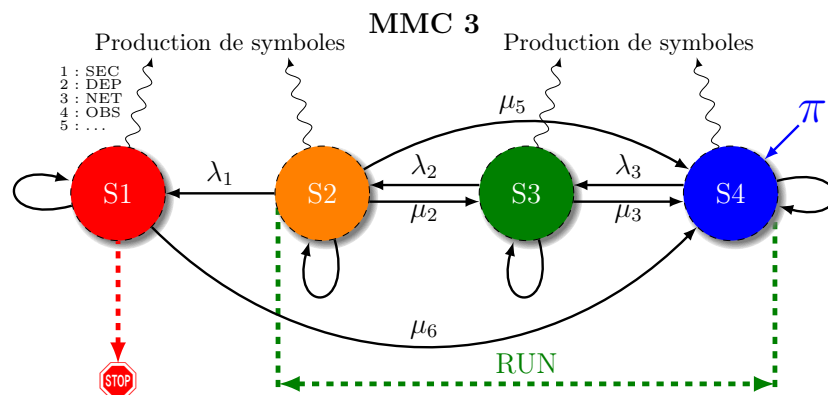 MMC 3
Production de symboles
Production de symboles
1 : SEC
2 : DEP
3 : NET
4 : OBS
5 : ...
μ5
π
λ1
λ2
λ3
S1
S2
S3
S4
μ2
μ3
μ6
RUN
STOP